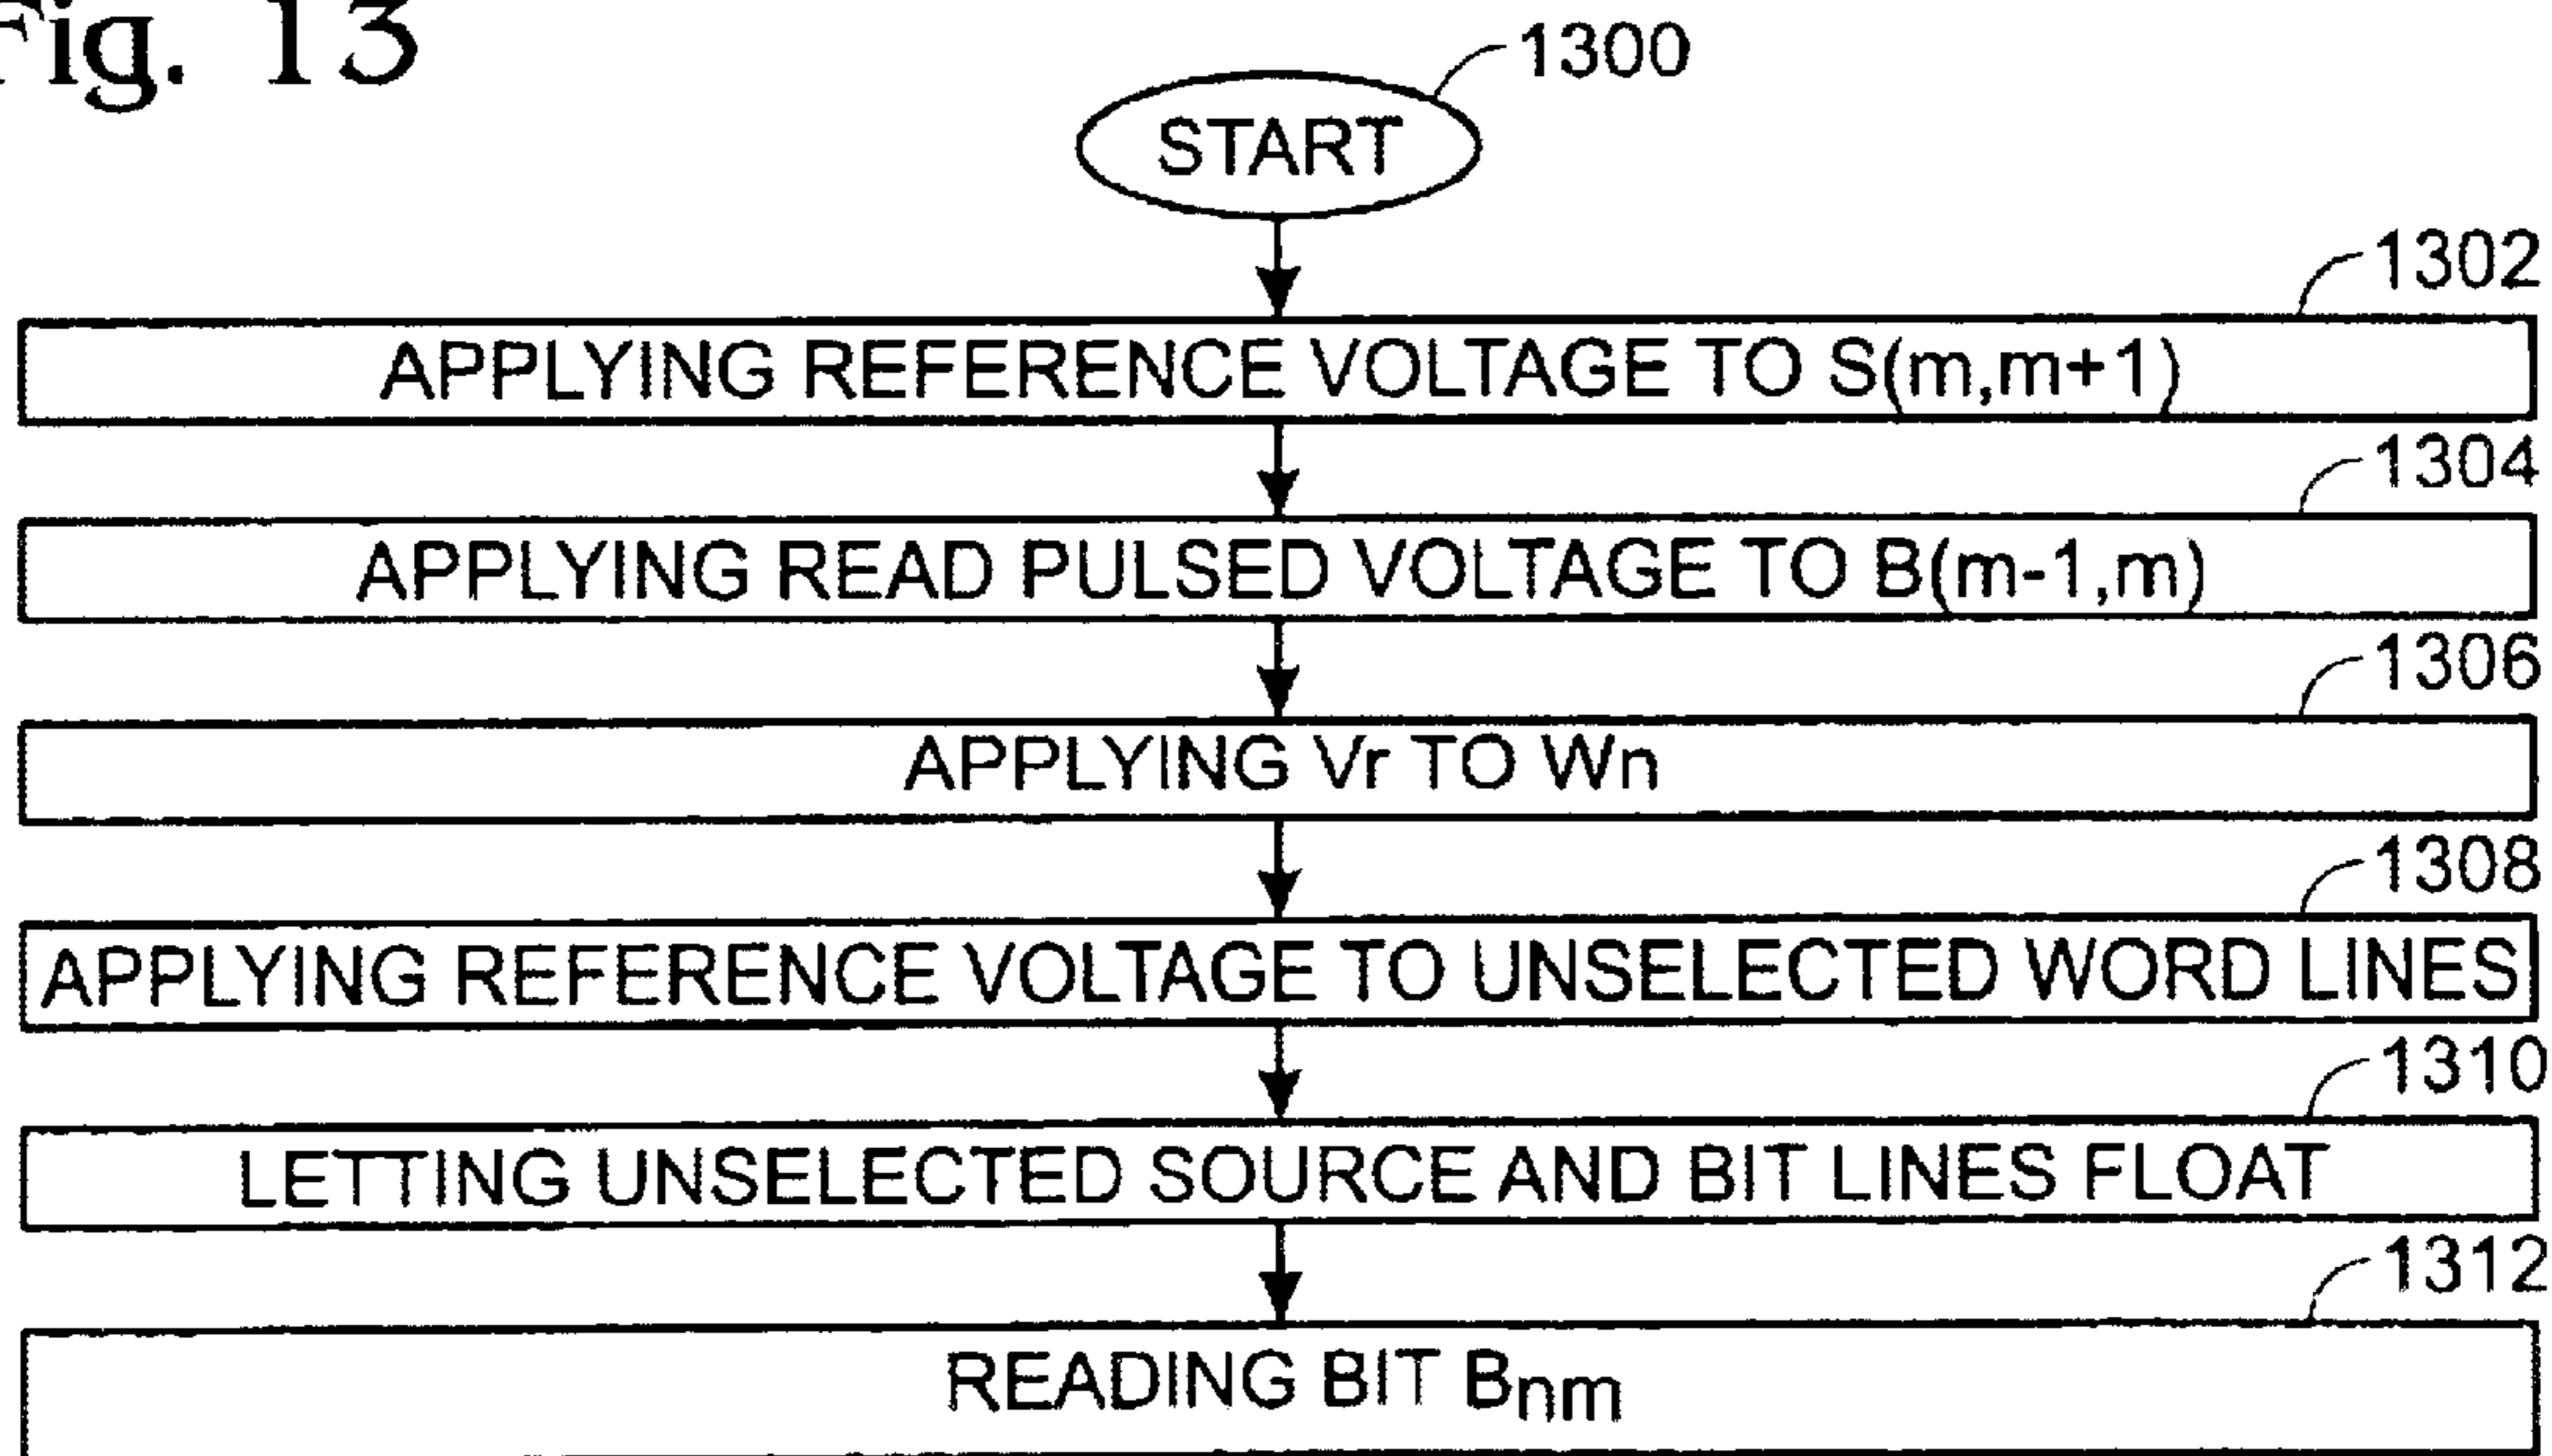 Fig. 13
1300
START
1302
APPLYING REFERENCE VOLTAGE TO S(m,m+1)
1304
APPLYING READ PULSED VOLTAGE TO B(m-1,m)
1306
APPLYING Vr TO Wn
1308
APPLYING REFERENCE VOLTAGE TO UNSELECTED WORD LINES
1310
LETTING UNSELECTED SOURCE AND BIT LINES FLOAT
1312
READING BIT Bnm